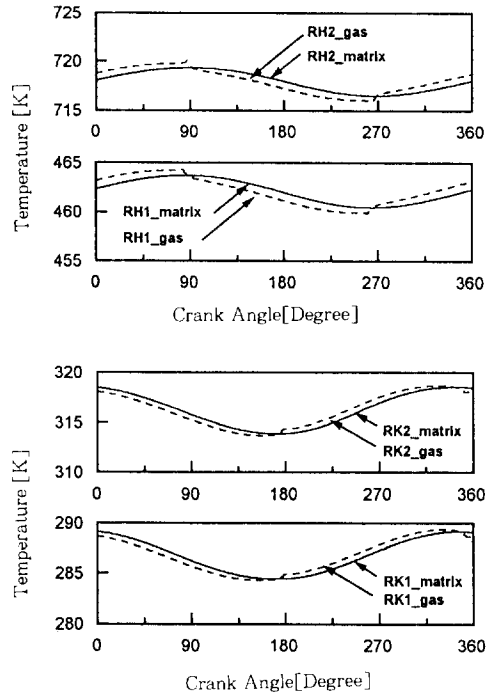 Temperature [K]
725
720
715
RH2_gas
RH2_matrix
0 90 180 270 360
465
460
455
RH1_matrix
RH1_gas
0 90 180 270 360
Crank Angle[Degree]
Temperature [K]
320
315
310
RK2_matrix
RK2_gas
0 90 180 270 360
290
285
280
RK1_matrix
RK1_gas
0 90 180 270 360
Crank Angle[Degree]